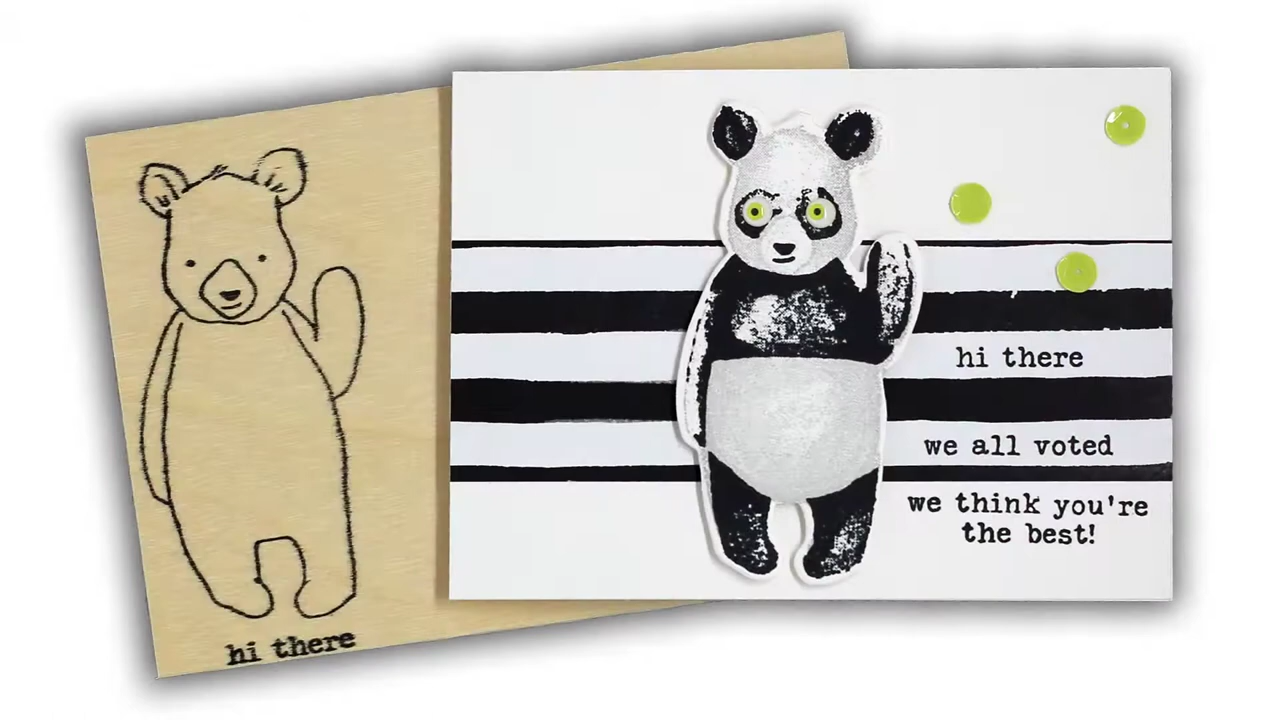 hi there
we all voted
we think you're
the best!
hi there